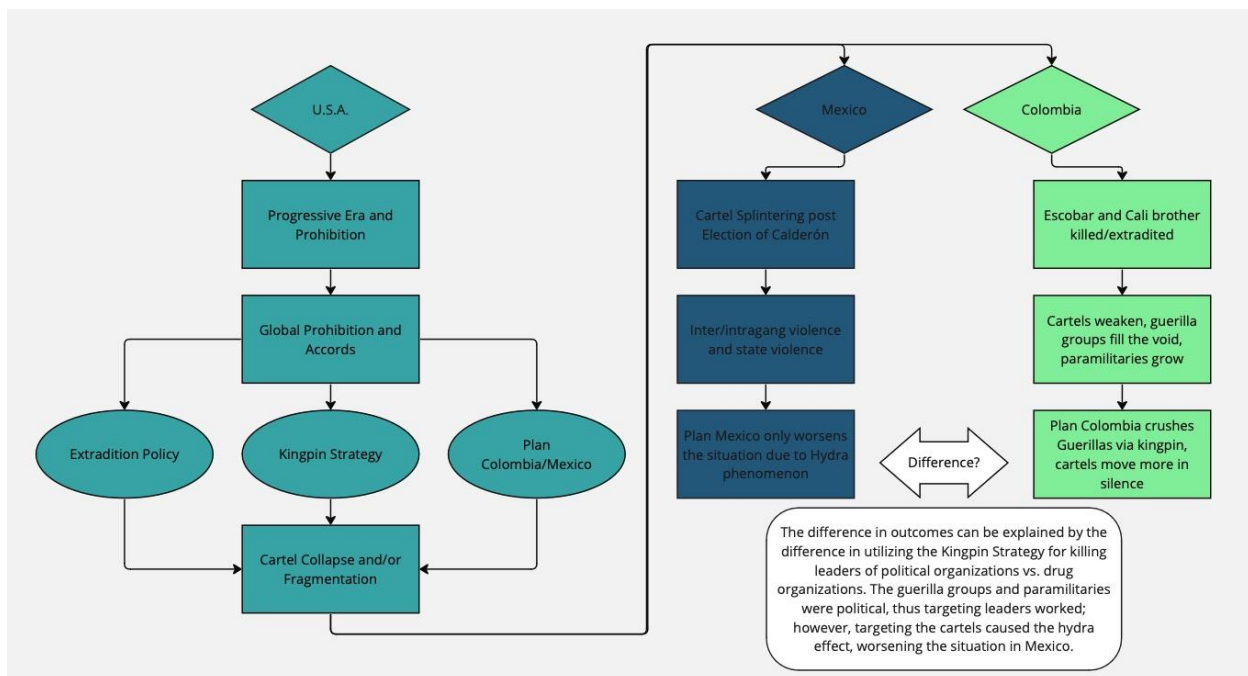 U.S.A.
Progressive Era and
Prohibition
Global Prohibition and
Accords
Extradition Policy
Kingpin Strategy
Plan
Colombia/Mexico
Cartel Collapse and/or
Fragmentation
Mexico
Cartel Splintering post
Election of Calderón
Inter/intragang violence
and state violence
Plan Mexico only worsens
the situation due to Hydra
phenomenon
Colombia
Escobar and Cali brother
killed/extradited
Cartels weaken, guerilla
groups fill the void,
paramilitaries grow
Plan Colombia crushes
Guerillas via kingpin,
cartels move more in
silence
Difference?
The difference in outcomes can be explained by the
difference in utilizing the Kingpin Strategy for killing
leaders of political organizations vs. drug
organizations. The guerilla groups and paramilitaries
were political, thus targeting leaders worked;
however, targeting the cartels caused the hydra
effect, worsening the situation in Mexico.